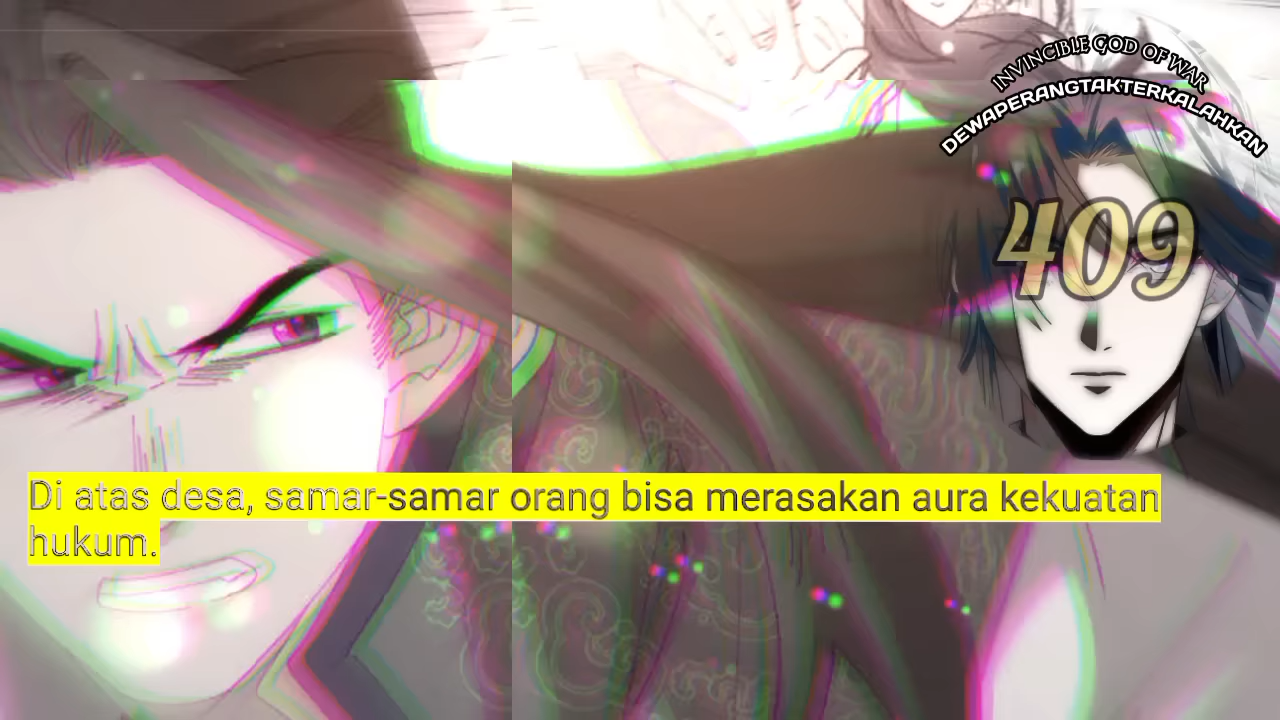 INVINCIBLE GOD OF WAR
DEWAPERANGTAKTERKALAHKAN
409
Di atas desa, samar-samar orang bisa merasakan aura kekuatan
hukum.